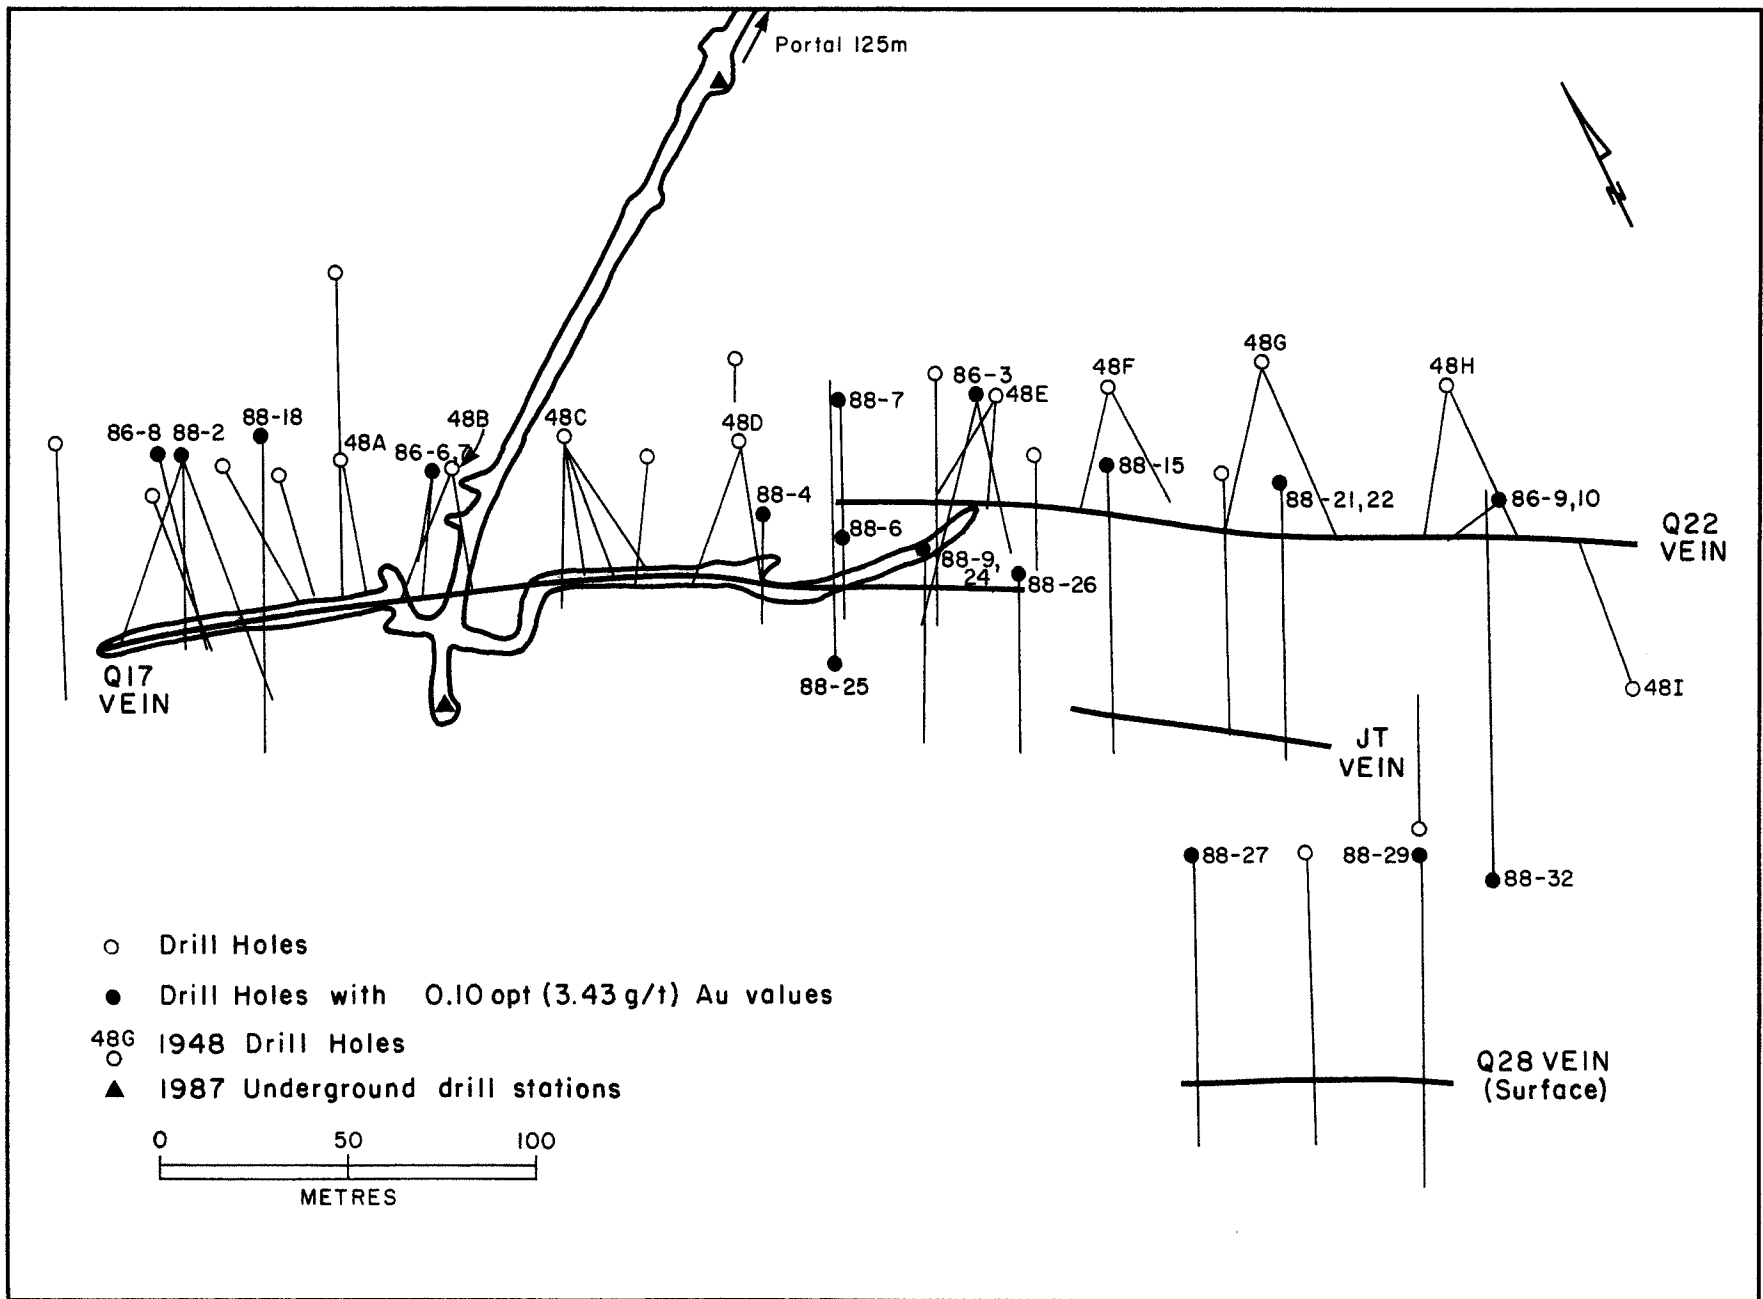 Portal 125m
N
48G
48F
86-3
48H
48E
88-7
88-18
86-8
88-2
48B
48C
48D
48A
86-6,7
88-15
88-4
88-21,22
86-9,10
88-6
Q22
VEIN
88-9,
24
88-26
Q17
VEIN
88-25
48I
JT
VEIN
88-27
88-29
88-32
Drill Holes
Drill Holes with 0.10 opt (3.43 g/t) Au values
48G
1948 Drill Holes
1987 Underground drill stations
Q28 VEIN
(Surface)
0 50 100
METRES